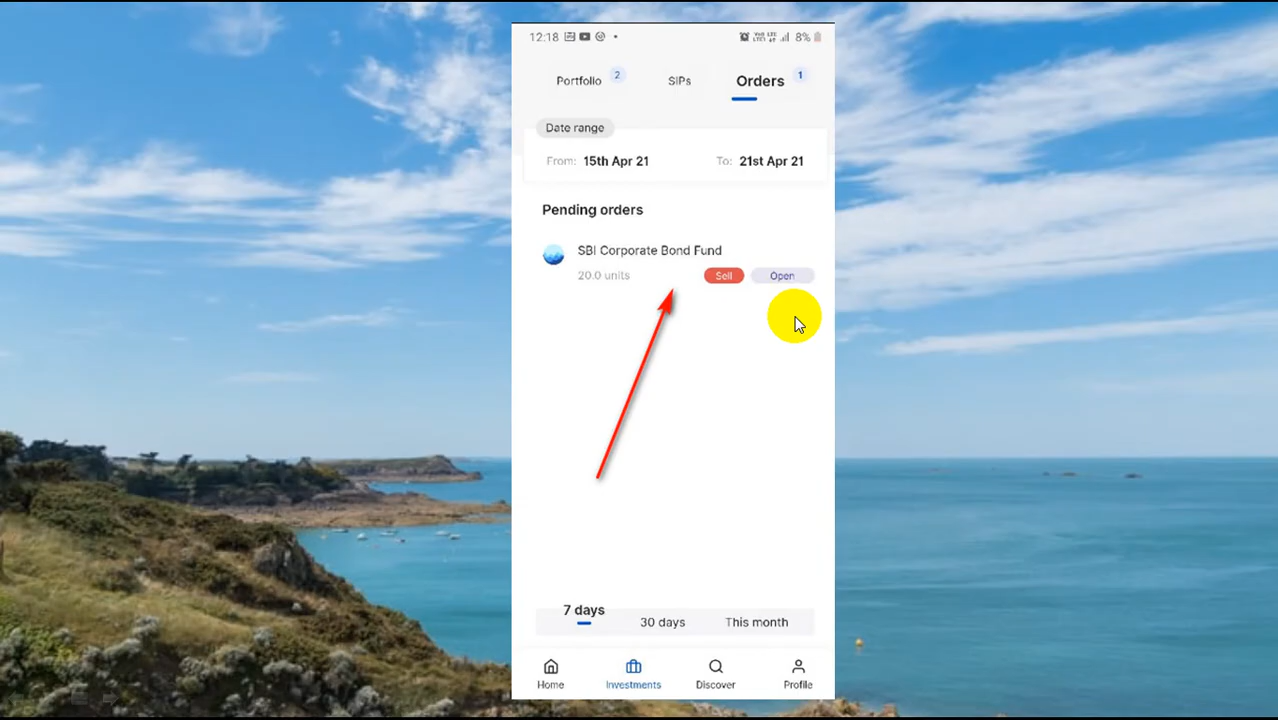 12:18 8%
Portfolio 2 SIPs Orders 1
Date range
From: 15th Apr 21 To: 21st Apr 21
Pending orders
SBI Corporate Bond Fund
20.0 units Sell Open
7 days 30 days This month
Home Investments Discover Profile